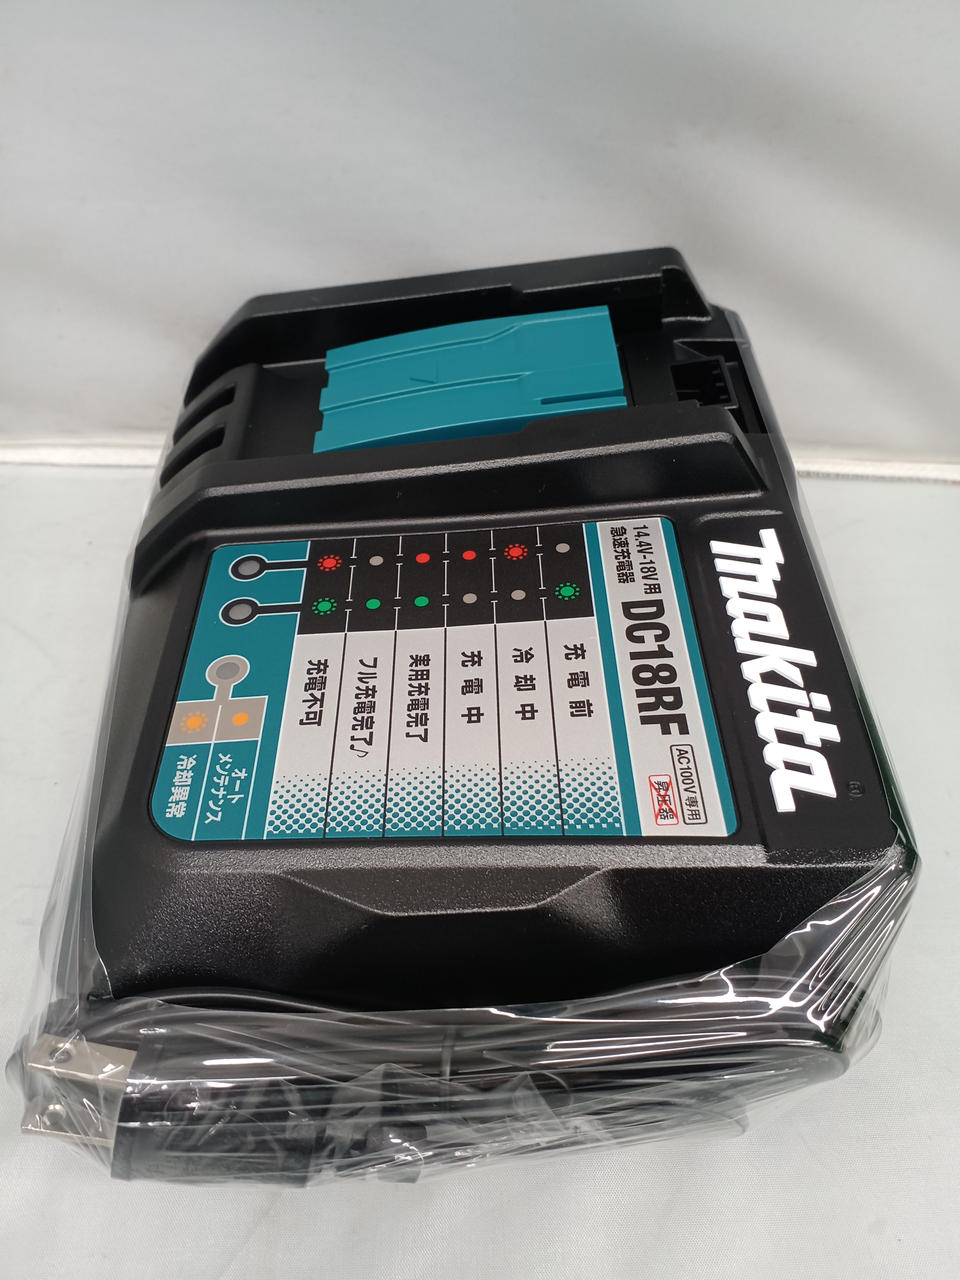 makita
14.4V-18V用
急速充電器
DC18RF
AC100V専用
昇圧器
充電前
冷却中
充電中
実用充電完了
フル充電完了♪
充電不可
オート
メンテナンス
冷却異常